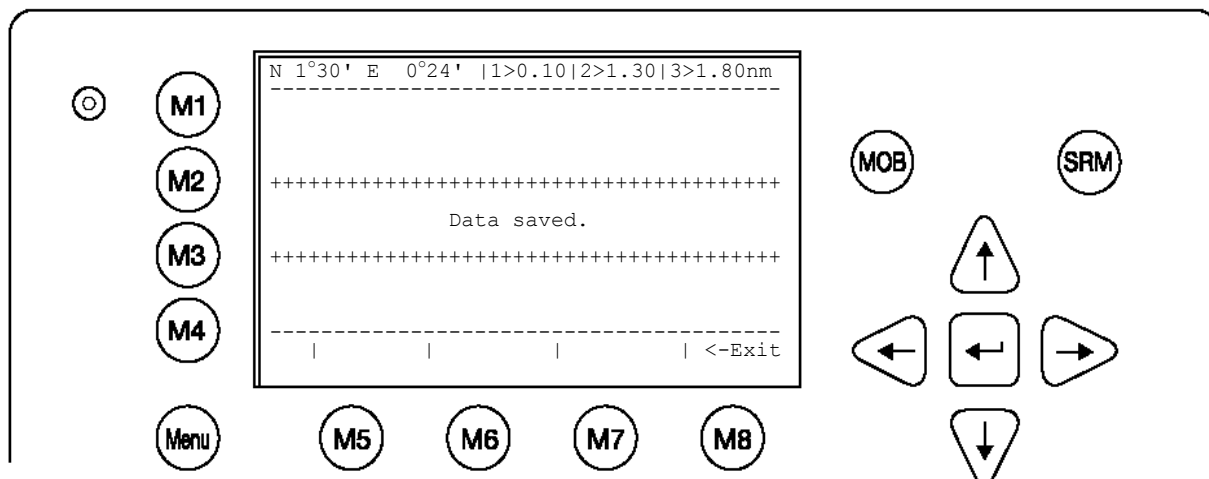 N 1°30' E 0°24' |1>0.10|2>1.30|3>1.80nm
----------------------------------------
M1
MOB
SRM
M2
++++++++++++++++++++++++++++++++++++++++
Data saved.
M3
++++++++++++++++++++++++++++++++++++++++
M4
----------------------------------------
| | | | <-Exit
Menu
M5
M6
M7
M8